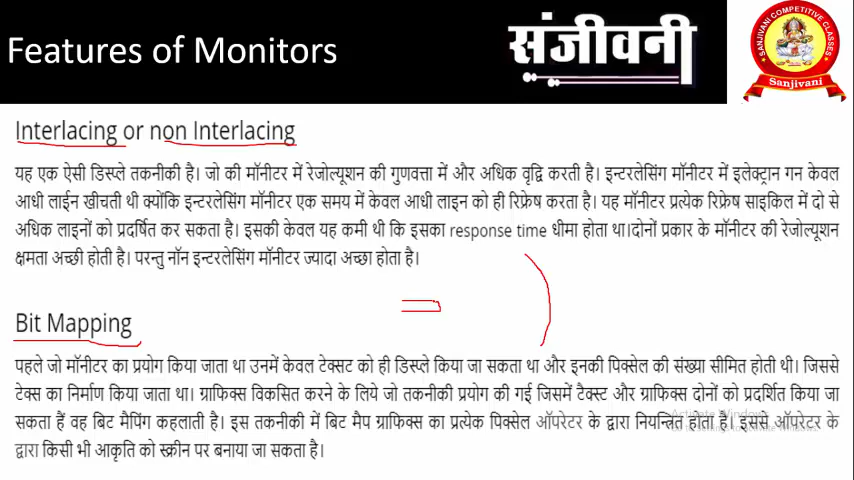 Features of Monitors
संजीवनी
SANJIVANI COMPETITIVE CLASSES
Sanjivani
Interlacing or non Interlacing
यह एक ऐसी डिस्प्ले तकनीकी है। जो की मॉनीटर में रेजोल्यूशन की गुणवत्ता में और अधिक वृद्दि करती है। इन्टरलेसिंग मॉनीटर में इलेक्ट्रान गन केवल
आधी लाईन खीचती थी क्योंकि इन्टरलेसिंग मॉनीटर एक समय में केवल आधी लाइन को ही रिफ्रेष करता है। यह मॉनीटर प्रत्येक रिफ्रेष साइकिल में दो से
अधिक लाइनों को प्रदर्षित कर सकता है। इसकी केवल यह कमी थी कि इसका response time धीमा होता था।दोनों प्रकार के मॉनीटर की रेजोल्यूशन
क्षमता अच्छी होती है। परन्तु नॉन इन्टरलेसिंग मॉनीटर ज्यादा अच्छा होता है।
Bit Mapping
पहले जो मॉनीटर का प्रयोग किया जाता था उनमें केवल टेक्सट को ही डिस्प्ले किया जा सकता था और इनकी पिक्सेल की संख्या सीमित होती थी। जिससे
टेक्स का निर्माण किया जाता था। ग्राफिक्स विकसित करने के लिये जो तकनीकी प्रयोग की गई जिसमें टैक्स्ट और ग्राफिक्स दोनों को प्रदर्शित किया जा
सकता हैं वह बिट मैपिंग कहलाती है। इस तकनीकी में बिट मैप ग्राफिक्स का प्रत्येक पिक्सेल ऑपरेटर के द्वारा नियन्त्रित होता है। इससे ऑपरेटर के
द्वारा किसी भी आकृति को स्क्रीन पर बनाया जा सकता है।
Activate Windows